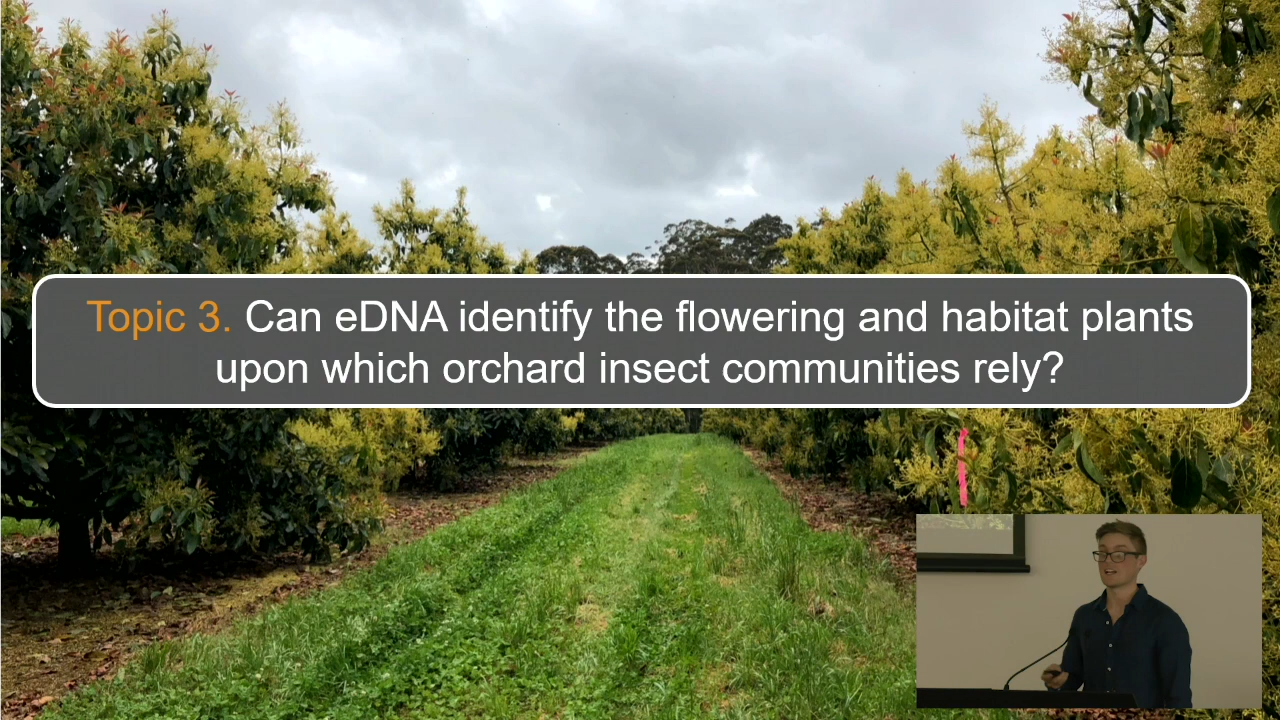 Topic 3. Can eDNA identify the flowering and habitat plants
upon which orchard insect communities rely?